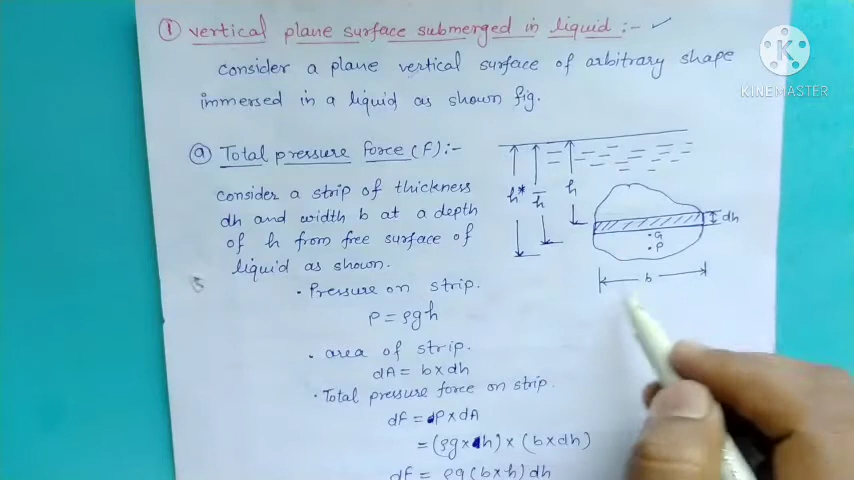 ① vertical plane surface submerged in liquid :- ✓
consider a plane vertical surface of arbitrary shape
immersed in a liquid as shown fig.
ⓐ Total pressure force (F) :-
consider a strip of thickness
dh and width b at a depth
of h from free surface of
liquid as shown.
• Pressure on strip.
P = ρgh
• area of strip.
dA = b x dh
• Total pressure force on strip.
dF = dP x dA
= (ρg x h) x (b x dh)
dF = ρg (b x h) dh
h* h̄ h
dh
G
P
b
K
KINEMASTER